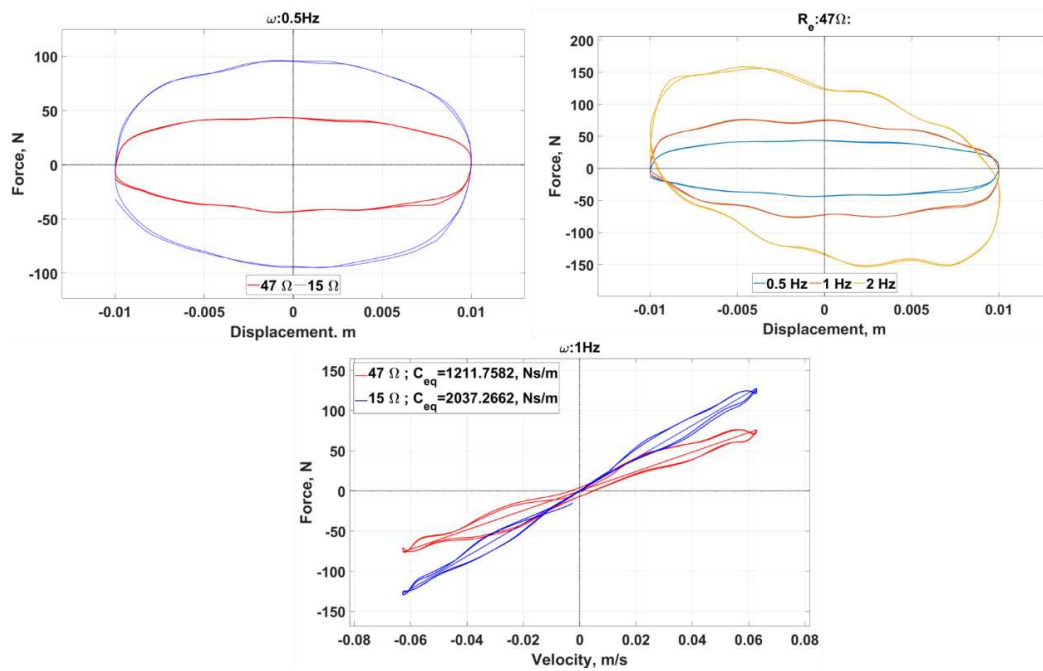 ω:0.5Hz
100
50
0
-50
-100
Force, N
-0.01 -0.005 0 0.005 0.01
Displacement. m
47 Ω 15 Ω
R_e:47Ω:
200
150
100
50
0
-50
-100
-150
Force, N
-0.01 -0.005 0 0.005 0.01
Displacement, m
0.5 Hz 1 Hz 2 Hz
ω:1Hz
47 Ω ; C_eq=1211.7582, Ns/m
15 Ω ; C_eq=2037.2662, Ns/m
150
100
50
0
-50
-100
-150
Force, N
-0.08 -0.06 -0.04 -0.02 0 0.02 0.04 0.06 0.08
Velocity, m/s